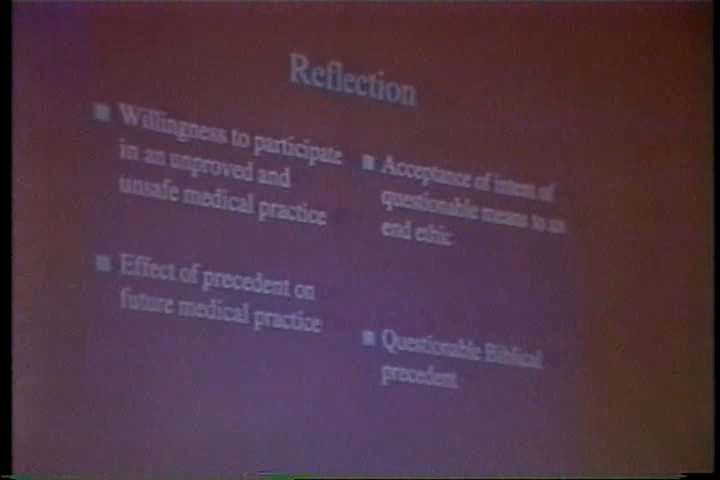 Reflection
Willingness to participate
in an unproved and
unsafe medical practice
Effect of precedent on
future medical practice
Acceptance of intent of
questionable means to an
end ethic
Questionable Biblical
precedent